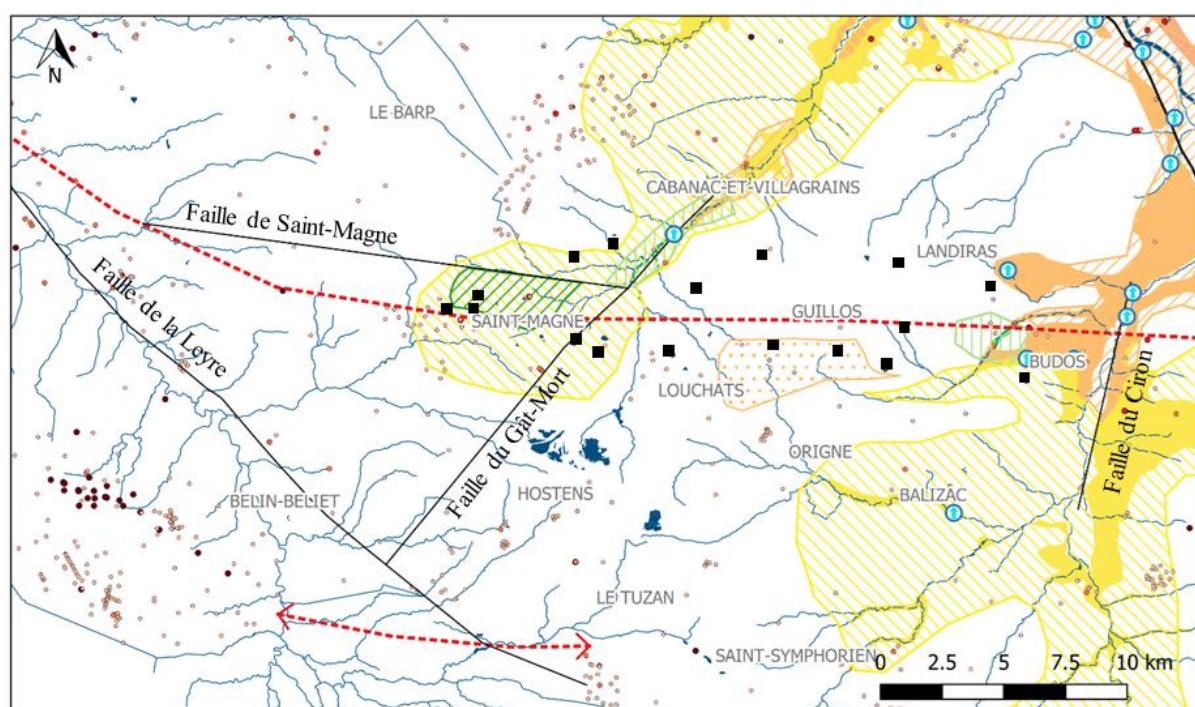 N
LE BARP
CABANAC-ET-VILLAGRAINS
Faille de Saint-Magne
LANDIRAS
Faille de la Leyre
SAINT-MAGNE
GUILLOS
BUDOS
LOUCHATS
Faille du Gât-Mort
Faille du Ciron
ORIGNE
BELIN-BELIET
HOSTENS
BALIZAC
LE TUZAN
SAINT-SYMPHORIEN
0 2.5 5 7.5 10 km